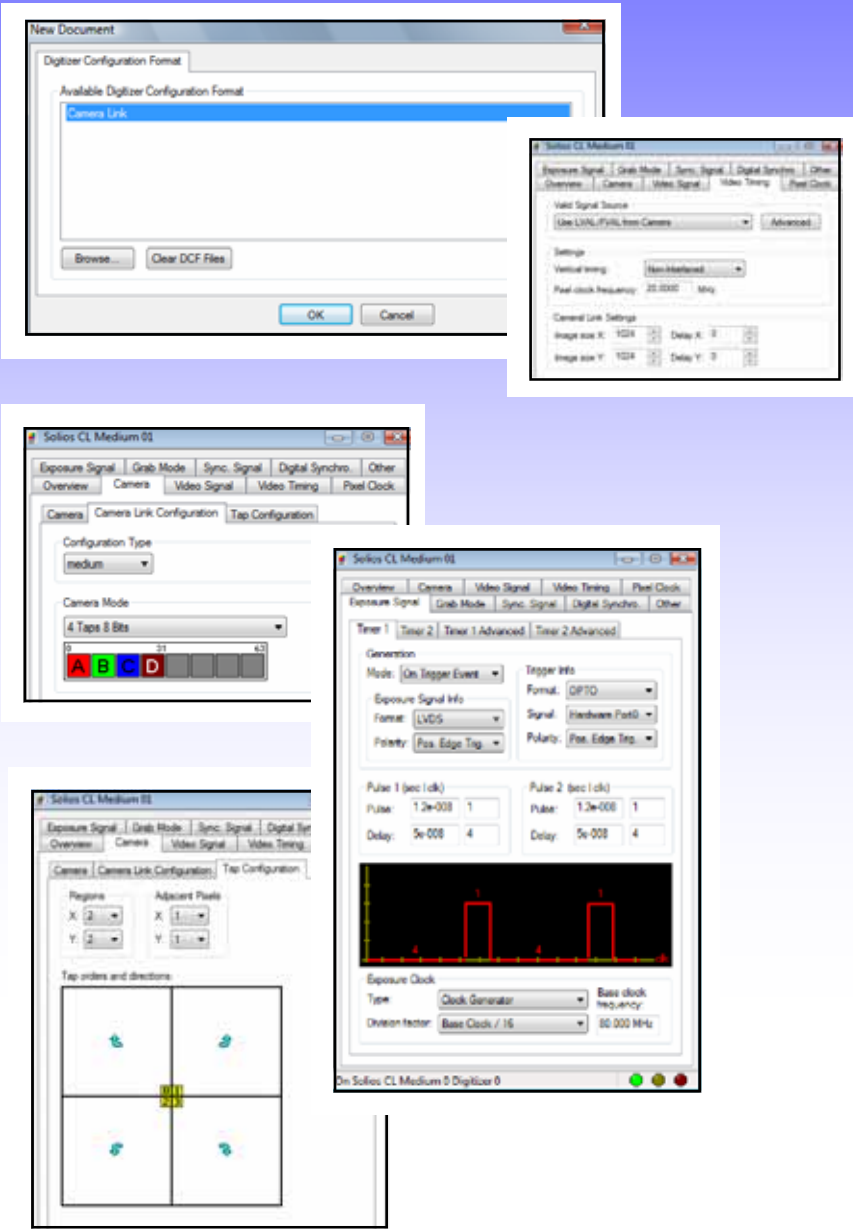 New Document
Digitizer Configuration Format
Available Digitizer Configuration Format
Camera Link
Browse... Clear DCF Files
OK Cancel
Solios CL Medium 01
Exposure Signal Grab Mode Sync. Signal Digital Synchro. Other
Overview Camera Video Signal Video Timing Pixel Clock
Valid Signal Source
Use LVAL/FVAL from Camera Advanced
Settings
Vertical timing: Non-Interlaced
Pixel clock frequency: 20.0000 MHz
Camera Link Settings
Image size X: 1024 Delay X: 0
Image size Y: 1024 Delay Y: 0
Solios CL Medium 01
Exposure Signal Grab Mode Sync. Signal Digital Synchro. Other
Overview Camera Video Signal Video Timing Pixel Clock
Camera Camera Link Configuration Tap Configuration
Configuration Type
medium
Camera Mode
4 Taps 8 Bits
0 31 63
A B C D
Solios CL Medium 01
Overview Camera Video Signal Video Timing Pixel Clock
Exposure Signal Grab Mode Sync. Signal Digital Synchro. Other
Timer 1 Timer 2 Timer 1 Advanced Timer 2 Advanced
Generation
Mode: On Trigger Event
Exposure Signal Info
Format: LVDS
Polarity: Pos. Edge Trig.
Trigger Info
Format: OPTO
Signal: Hardware Port0
Polarity: Pos. Edge Trig.
Pulse 1 (sec | clk)
Pulse: 1.2e-008 1
Delay: 5e-008 4
Pulse 2 (sec | clk)
Pulse: 1.2e-008 1
Delay: 5e-008 4
1 1
4 4
Exposure Clock
Type: Clock Generator
Division factor: Base Clock / 16
Base clock
frequency:
80.000 MHz
On Solios CL Medium 0 Digitizer 0
Solios CL Medium 01
Exposure Signal Grab Mode Sync. Signal Digital Syn
Overview Camera Video Signal Video Timing
Camera Camera Link Configuration Tap Configuration
Regions
X: 2
Y: 2
Adjacent Pixels
X: 1
Y: 1
Tap orders and directions
0 1
2 3